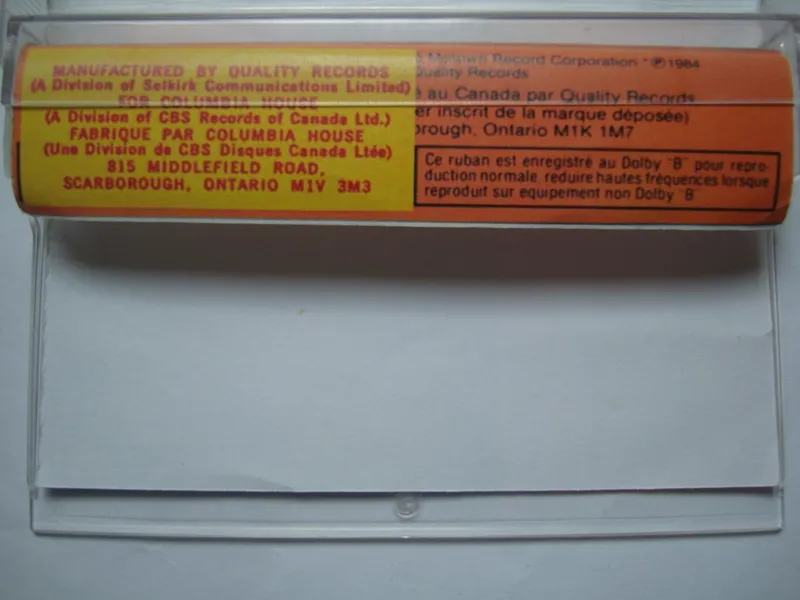 MANUFACTURED BY QUALITY RECORDS
(A Division of Selkirk Communications Limited)
FOR COLUMBIA HOUSE
(A Division of CBS Records of Canada Ltd.)
FABRIQUE PAR COLUMBIA HOUSE
(Une Division de CBS Disques Canada Ltée)
815 MIDDLEFIELD ROAD,
SCARBOROUGH, ONTARIO M1V 3M3
Motown Record Corporation * ℗ 1984
Quality Records
au Canada par Quality Records
er inscrit de la marque déposée)
rough, Ontario M1K 1M7
Ce ruban est enregistré au Dolby "B" pour repro-
duction normale, reduire hautes fréquences lorsque
reproduit sur equipement non Dolby "B"